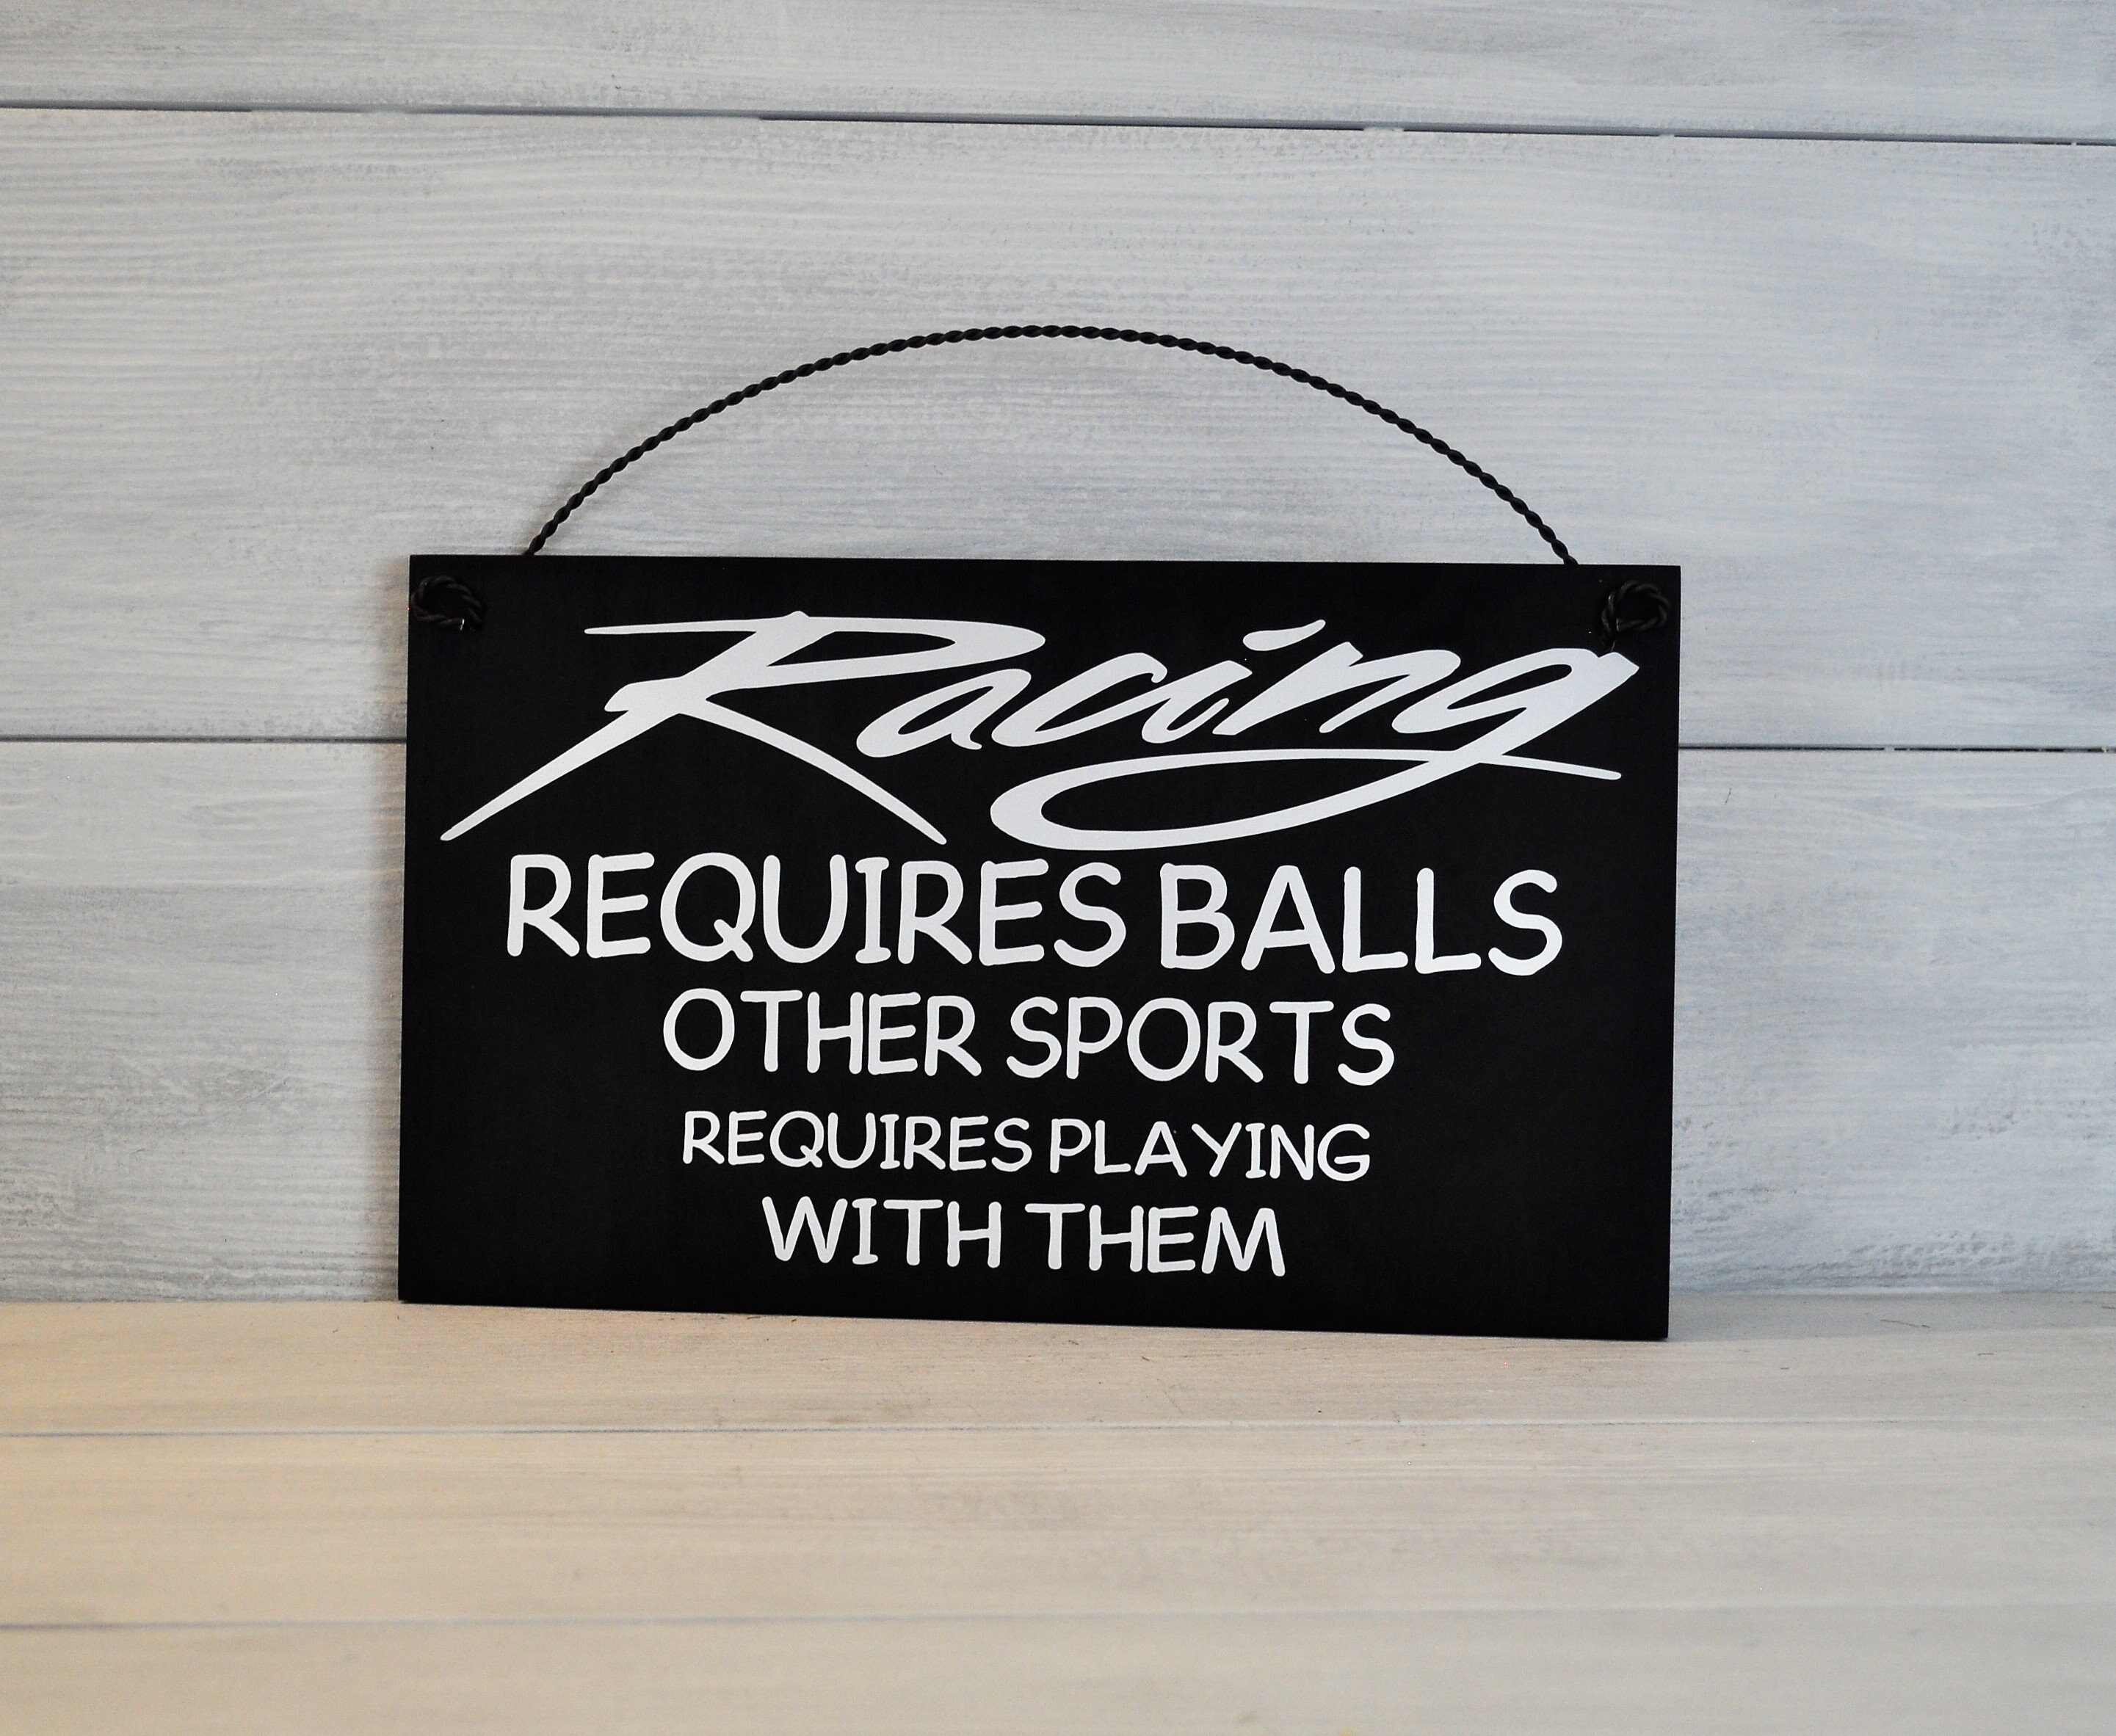 Racing
REQUIRES BALLS
OTHER SPORTS
REQUIRES PLAYING
WITH THEM